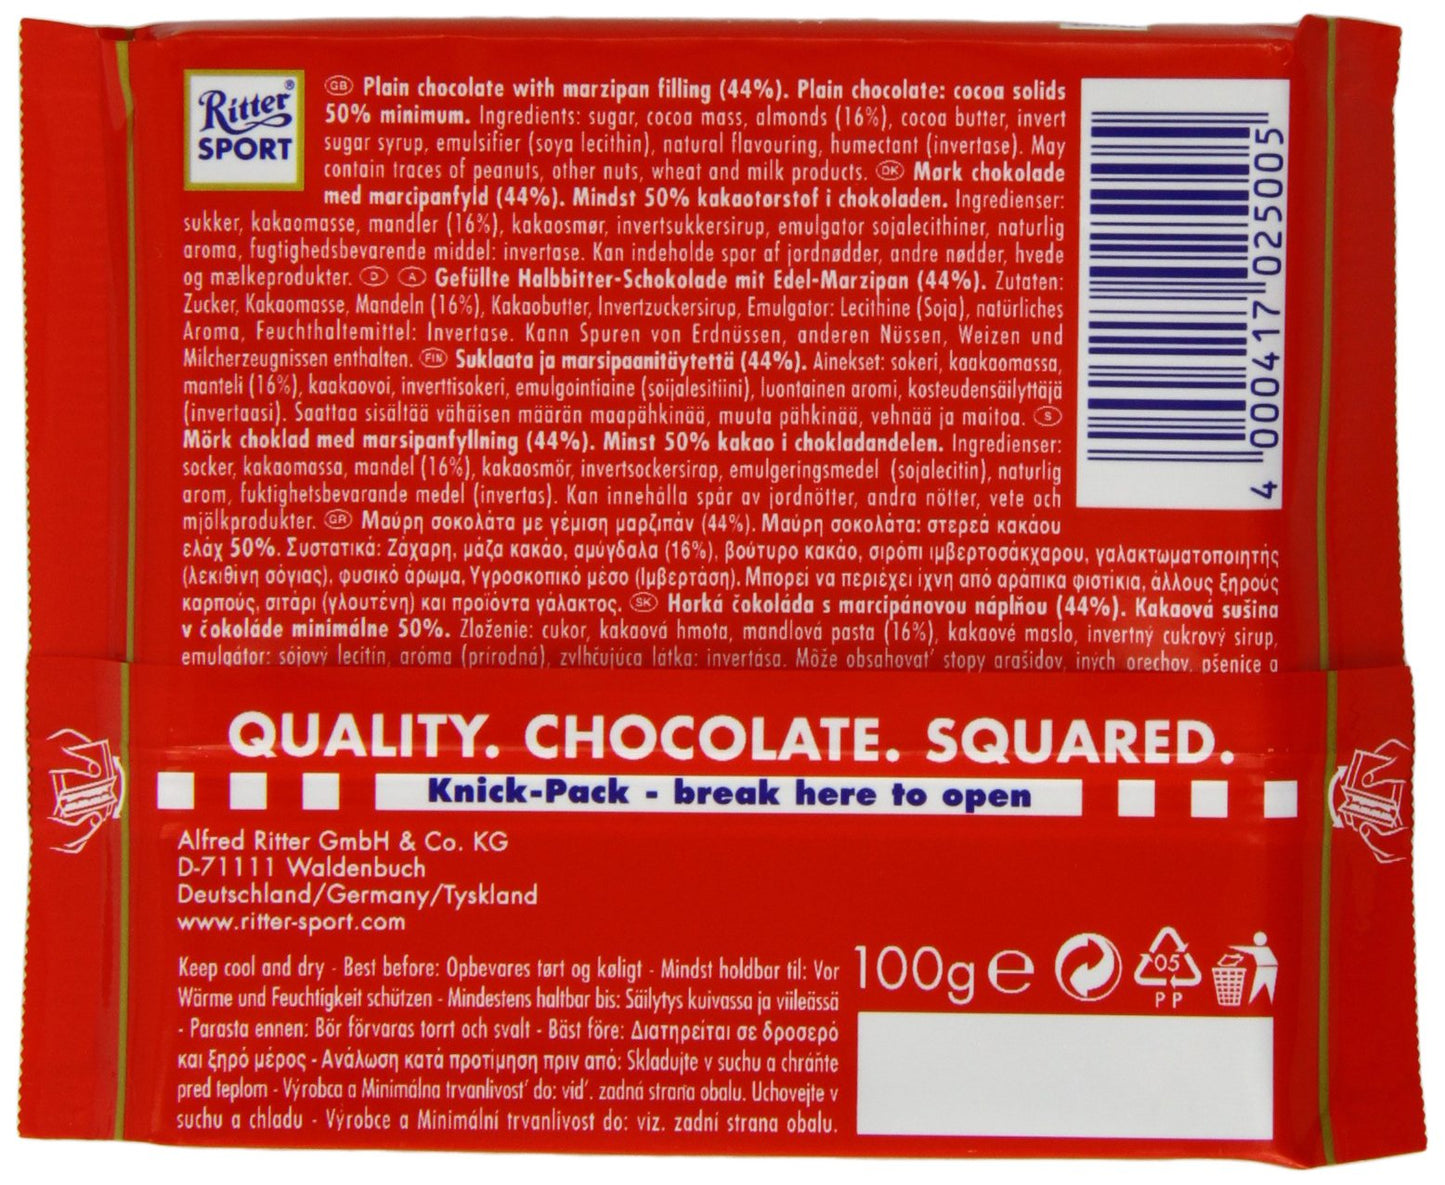 Ritter®
SPORT
GB Plain chocolate with marzipan filling (44%). Plain chocolate: cocoa solids
50% minimum. Ingredients: sugar, cocoa mass, almonds (16%), cocoa butter, invert
sugar syrup, emulsifier (soya lecithin), natural flavouring, humectant (invertase). May
contain traces of peanuts, other nuts, wheat and milk products. DK Mørk chokolade
med marcipanfyld (44%). Mindst 50% kakaotørstof i chokoladen. Ingredienser:
sukker, kakaomasse, mandler (16%), kakaosmør, invertsukkersirup, emulgator sojalecithiner, naturlig
aroma, fugtighedsbevarende middel: invertase. Kan indeholde spor af jordnødder, andre nødder, hvede
og mælkeprodukter. D A Gefüllte Halbbitter-Schokolade mit Edel-Marzipan (44%). Zutaten:
Zucker, Kakaomasse, Mandeln (16%), Kakaobutter, Invertzuckersirup, Emulgator: Lecithine (Soja), natürliches
Aroma, Feuchthaltemittel: Invertase. Kann Spuren von Erdnüssen, anderen Nüssen, Weizen und
Milcherzeugnissen enthalten. FIN Suklaata ja marsipaanitäytettä (44%). Ainekset: sokeri, kaakaomassa,
manteli (16%), kaakaovoi, inverttisokeri, emulgointiaine (soijalesitiini), luontainen aromi, kosteudensäilyttäjä
(invertaasi). Saattaa sisältää vähäisen määrän maapähkinää, muuta pähkinää, vehnää ja maitoa. S
Mörk choklad med marsipanfyllning (44%). Minst 50% kakao i chokladandelen. Ingredienser:
socker, kakaomassa, mandel (16%), kakaosmör, invertsockersirap, emulgeringsmedel (sojalecitin), naturlig
arom, fuktighetsbevarande medel (invertas). Kan innehålla spår av jordnötter, andra nötter, vete och
mjölkprodukter. GR Μαύρη σοκολάτα με γέμιση μαρζιπάν (44%). Μαύρη σοκολάτα: στερεά κακάου
ελάχ 50%. Συστατικά: Ζάχαρη, μάζα κακάο, αμύγδαλα (16%), βούτυρο κακάο, σιρόπι ιμβερτοσάκχαρου, γαλακτωματοποιητής
(λεκιθίνη σόγιας), φυσικό άρωμα, Υγροσκοπικό μέσο (Ιμβερτάση). Μπορεί να περιέχει ίχνη από αράπικα φιστίκια, άλλους ξηρούς
καρπούς, σιτάρι (γλουτένη) και προϊόντα γάλακτος. SK Horká čokoláda s marcipánovou náplňou (44%). Kakaová sušina
v čokoláde minimálne 50%. Zloženie: cukor, kakaová hmota, mandlová pasta (16%), kakaové maslo, invertný cukrový sirup,
emulgátor: sójový lecitín, aróma (prírodná), zvlhčujúca látka: invertása. Môže obsahovať stopy arašidov, iných orechov, pšenice a
4 000417 025005
QUALITY. CHOCOLATE. SQUARED.
Knick-Pack - break here to open
Alfred Ritter GmbH & Co. KG
D-71111 Waldenbuch
Deutschland/Germany/Tyskland
www.ritter-sport.com
Keep cool and dry - Best before: Opbevares tørt og køligt - Mindst holdbar til: Vor
Wärme und Feuchtigkeit schützen - Mindestens haltbar bis: Säilytys kuivassa ja viileässä
- Parasta ennen: Bör förvaras torrt och svalt - Bäst före: Διατηρείται σε δροσερό
και ξηρό μέρος - Ανάλωση κατά προτίμηση πριν από: Skladujte v suchu a chráňte
pred teplom - Výrobca a Minimálna trvanlivosť do: viď. zadná strana obalu. Uchovejte v
suchu a chladu - Výrobce a Minimální trvanlivost do: viz. zadní strana obalu.
100g e
05
PP